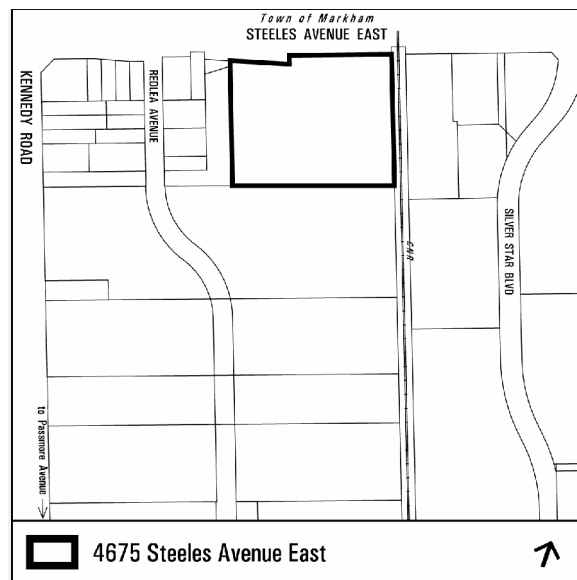 Town of Markham
STEELES AVENUE EAST
KENNEDY ROAD
REDLEA AVENUE
SILVER STAR BLVD
CNR
to Passmore Avenue
4675 Steeles Avenue East